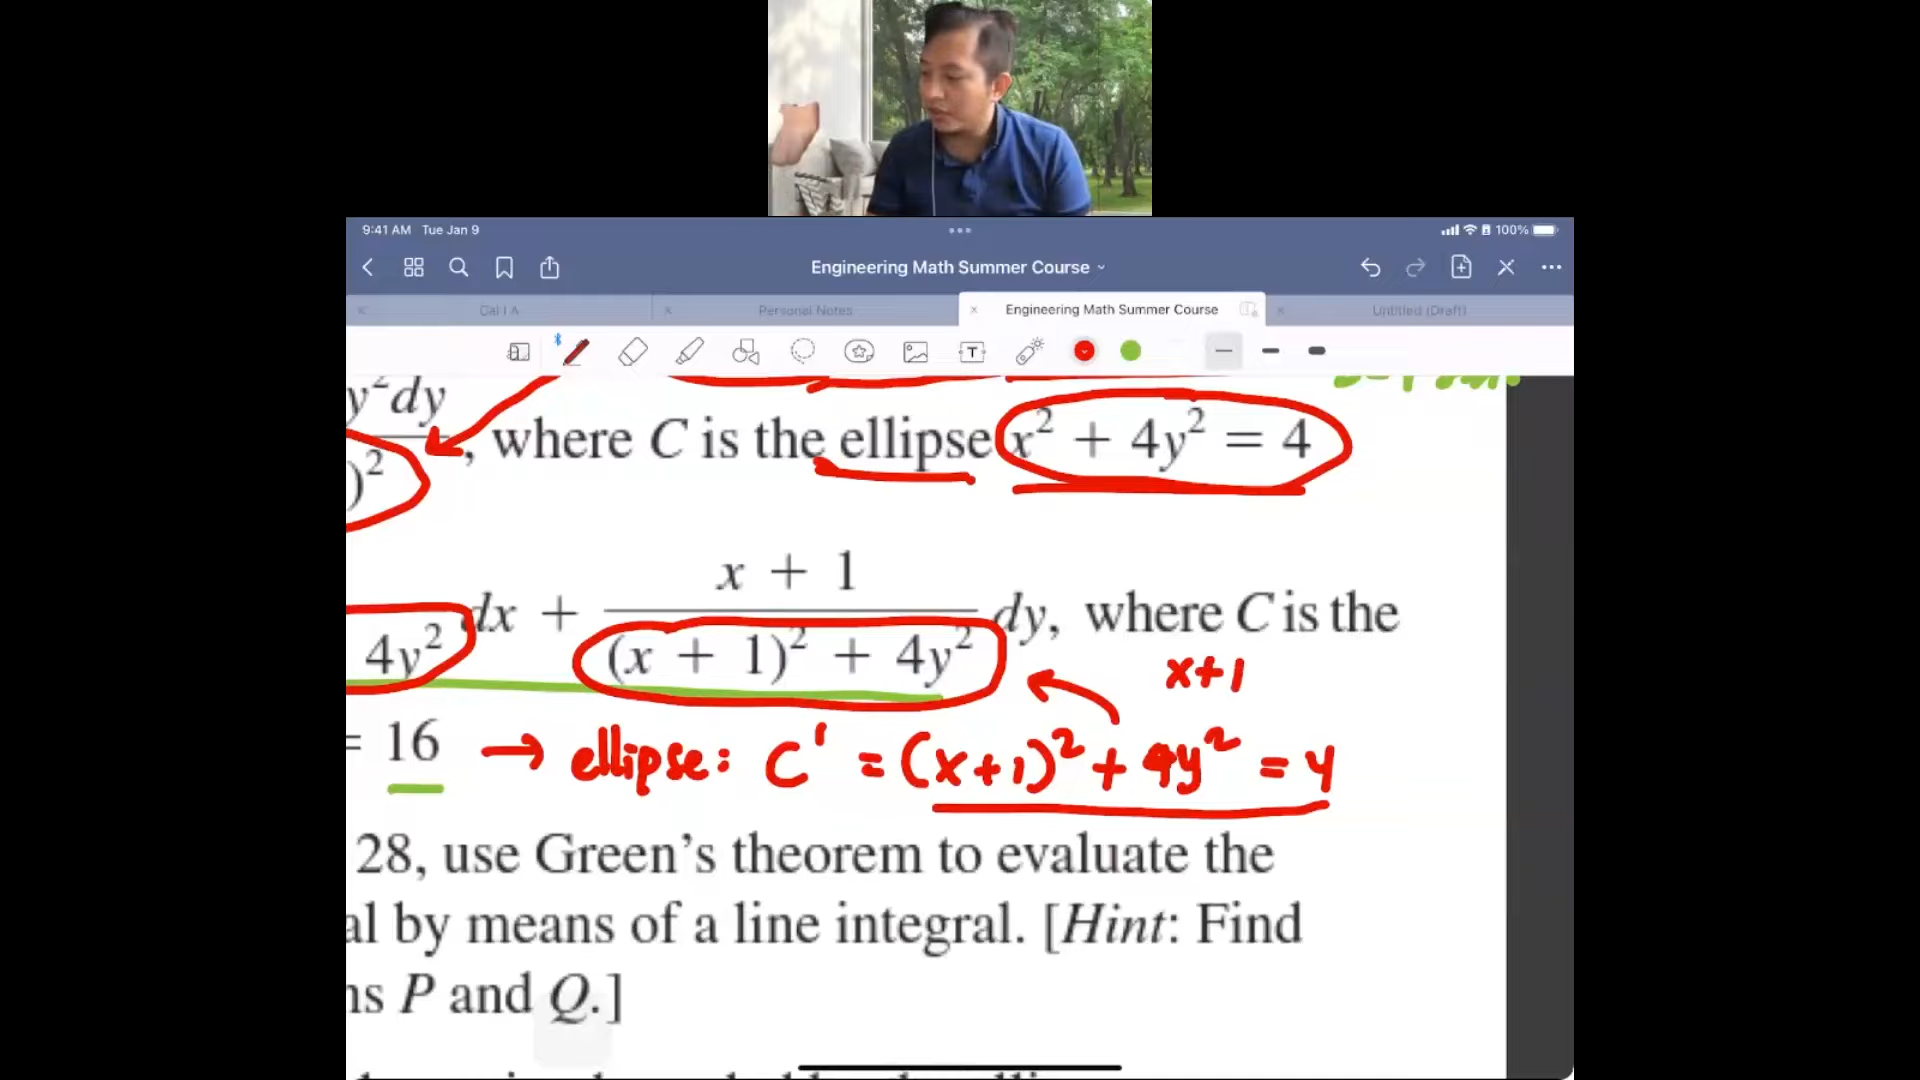 9:41 AM Tue Jan 9
100%
Engineering Math Summer Course
Cal I A
Personal Notes
Engineering Math Summer Course
Untitled (Draft)
T
y² dy
)² , where C is the ellipse x² + 4y² = 4
x + 1
4y² dx + (x + 1)² + 4y² dy, where C is the
x+1
= 16 → ellipse: C' = (x+1)² + 4y² = 4
28, use Green's theorem to evaluate the
al by means of a line integral. [Hint: Find
ns P and Q.]